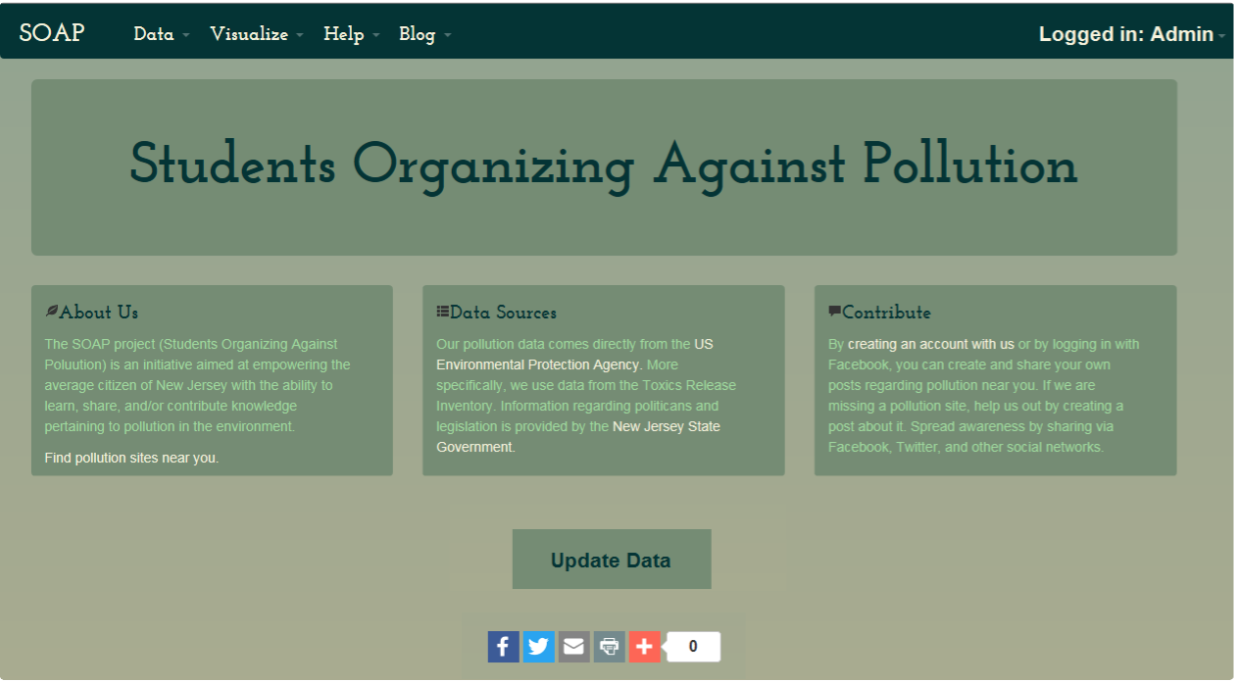 SOAP Data Visualize Help Blog Logged in: Admin
Students Organizing Against Pollution
About Us
The SOAP project (Students Organizing Against
Poluution) is an initiative aimed at empowering the
average citizen of New Jersey with the ability to
learn, share, and/or contribute knowledge
pertaining to pollution in the environment.
Find pollution sites near you.
Data Sources
Our pollution data comes directly from the US
Environmental Protection Agency. More
specifically, we use data from the Toxics Release
Inventory. Information regarding politicans and
legislation is provided by the New Jersey State
Government.
Contribute
By creating an account with us or by logging in with
Facebook, you can create and share your own
posts regarding pollution near you. If we are
missing a pollution site, help us out by creating a
post about it. Spread awareness by sharing via
Facebook, Twitter, and other social networks.
Update Data
0